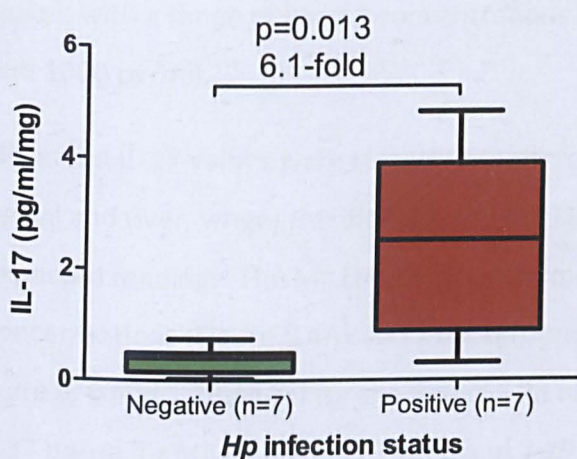 p=0.013
6.1-fold
6
4
2
0
IL-17 (pg/ml/mg)
Negative (n=7)
Positive (n=7)
Hp infection status